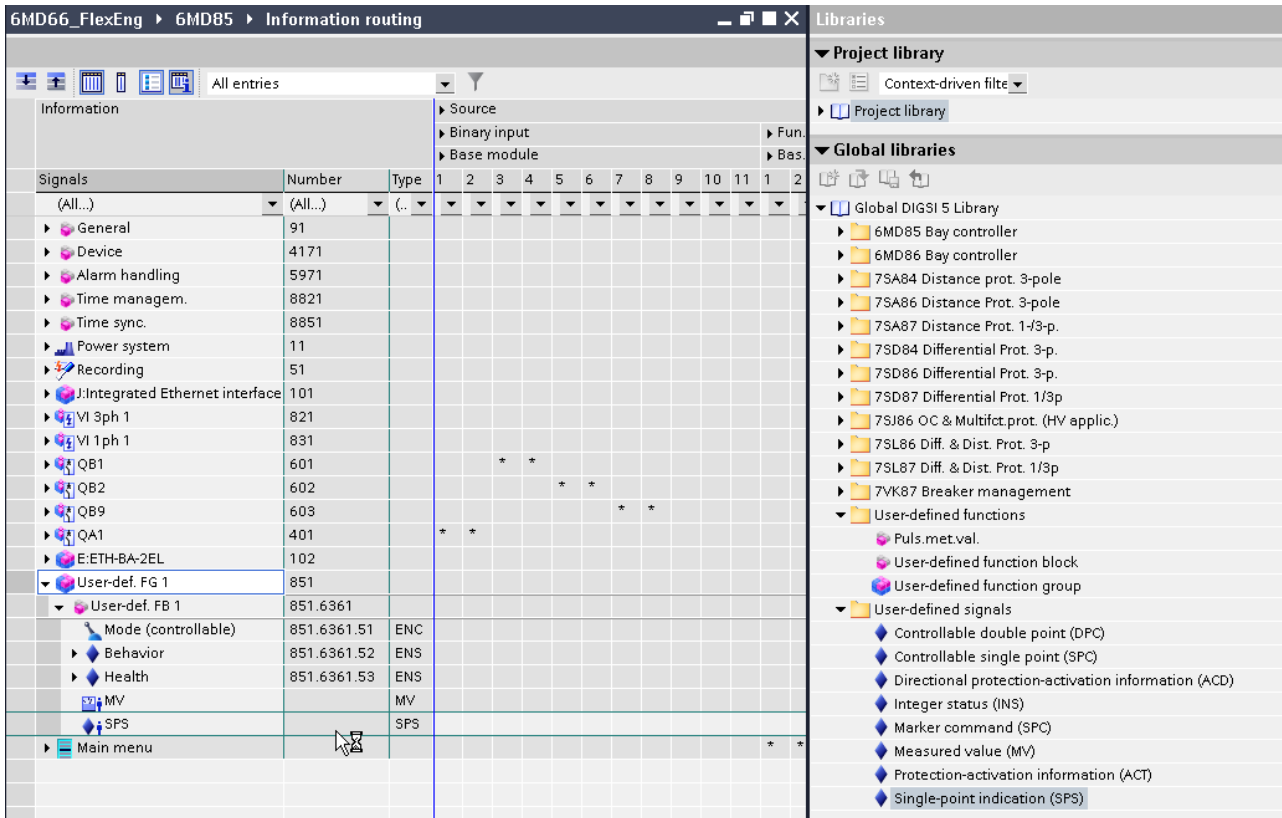 6MD66_FlexEng ▸ 6MD85 ▸ Information routing
All entries
Information
Source
Binary input
Fun.
Base module
Bas.
Signals Number Type 1 2 3 4 5 6 7 8 9 10 11 1 2
(All...) (All...) (..
General 91
Device 4171
Alarm handling 5971
Time managem. 8821
Time sync. 8851
Power system 11
Recording 51
J:Integrated Ethernet interface 101
VI 3ph 1 821
VI 1ph 1 831
QB1 601 * *
QB2 602 * *
QB9 603 * *
QA1 401 * *
E:ETH-BA-2EL 102
User-def. FG 1 851
User-def. FB 1 851.6361
Mode (controllable) 851.6361.51 ENC
Behavior 851.6361.52 ENS
Health 851.6361.53 ENS
MV MV
SPS SPS
Main menu * *
Libraries
Project library
Context-driven filte
Project library
Global libraries
Global DIGSI 5 Library
6MD85 Bay controller
6MD86 Bay controller
7SA84 Distance prot. 3-pole
7SA86 Distance Prot. 3-pole
7SA87 Distance Prot. 1-/3-p.
7SD84 Differential Prot. 3-p.
7SD86 Differential Prot. 3-p.
7SD87 Differential Prot. 1/3p
7SJ86 OC & Multifct.prot. (HV applic.)
7SL86 Diff. & Dist. Prot. 3-p
7SL87 Diff. & Dist. Prot. 1/3p
7VK87 Breaker management
User-defined functions
Puls.met.val.
User-defined function block
User-defined function group
User-defined signals
Controllable double point (DPC)
Controllable single point (SPC)
Directional protection-activation information (ACD)
Integer status (INS)
Marker command (SPC)
Measured value (MV)
Protection-activation information (ACT)
Single-point indication (SPS)